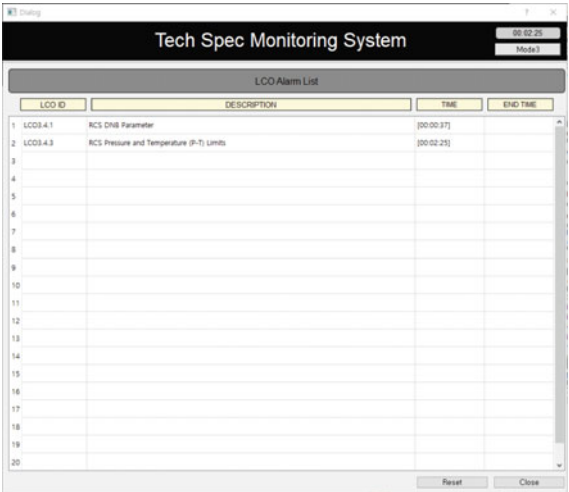 Dialog
? ×
Tech Spec Monitoring System
00:02:25
Mode3
LCO Alarm List
LCO ID DESCRIPTION TIME END TIME
1 LCO3.4.1 RCS DNB Parameter [00:00:37]
2 LCO3.4.3 RCS Pressure and Temperature (P-T) Limits [00:02:25]
3
4
5
6
7
8
9
10
11
12
13
14
15
16
17
18
19
20
Reset Close